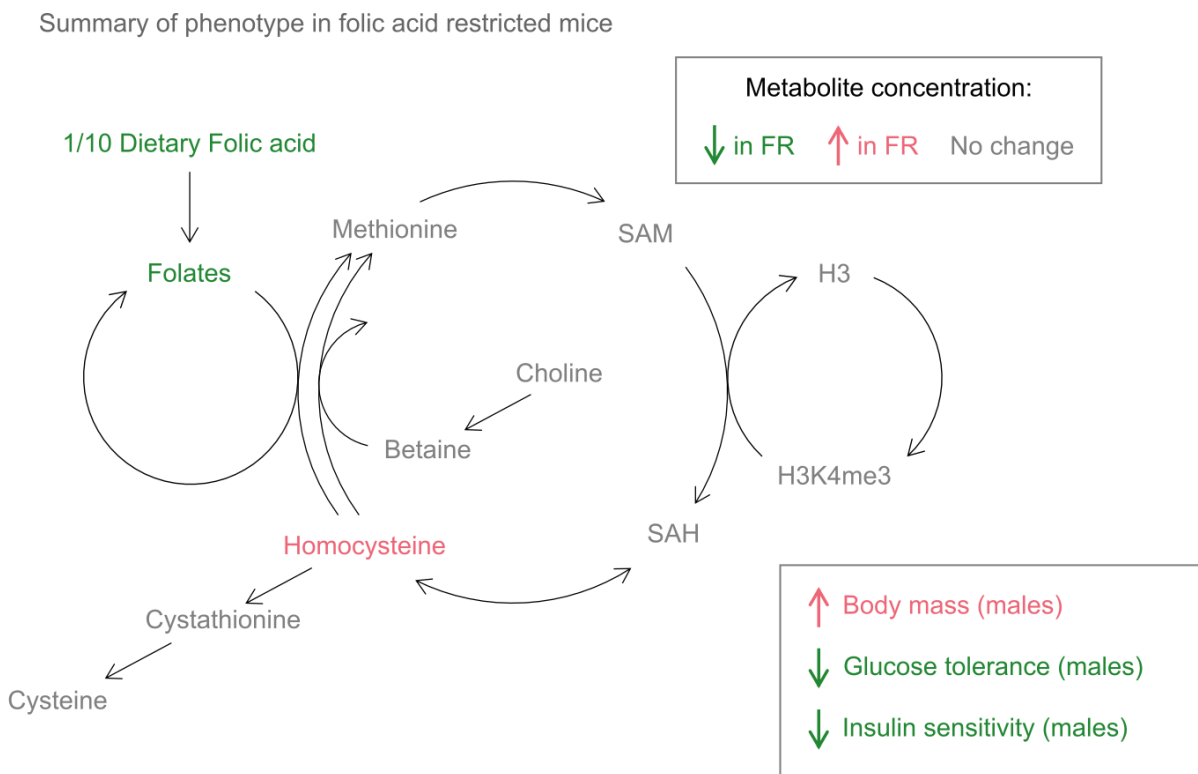 Summary of phenotype in folic acid restricted mice
Metabolite concentration:
↓ in FR ↑ in FR No change
1/10 Dietary Folic acid
Methionine
SAM
Folates
H3
Choline
Betaine
H3K4me3
Homocysteine
SAH
Cystathionine
Cysteine
↑ Body mass (males)
↓ Glucose tolerance (males)
↓ Insulin sensitivity (males)